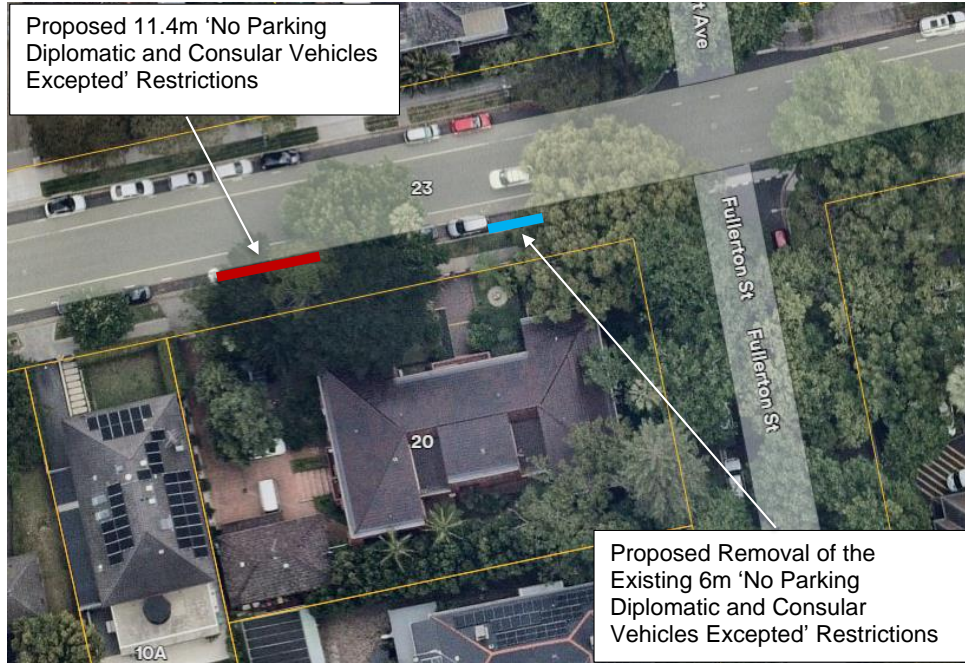 Proposed 11.4m ‘No Parking
Diplomatic and Consular Vehicles
Excepted’ Restrictions
t Ave
23
Fullerton St
Fullerton St
20
10A
Proposed Removal of the
Existing 6m ‘No Parking
Diplomatic and Consular
Vehicles Excepted’ Restrictions